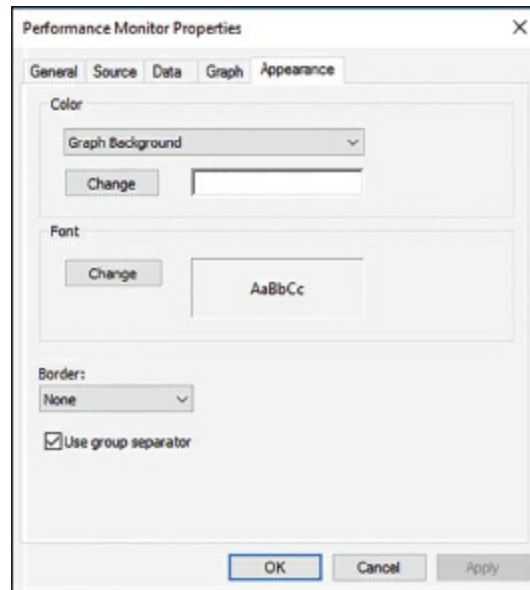 Performance Monitor Properties
General Source Data Graph Appearance
Color
Graph Background
Change
Font
Change AaBbCc
Border:
None
Use group separator
OK Cancel Apply